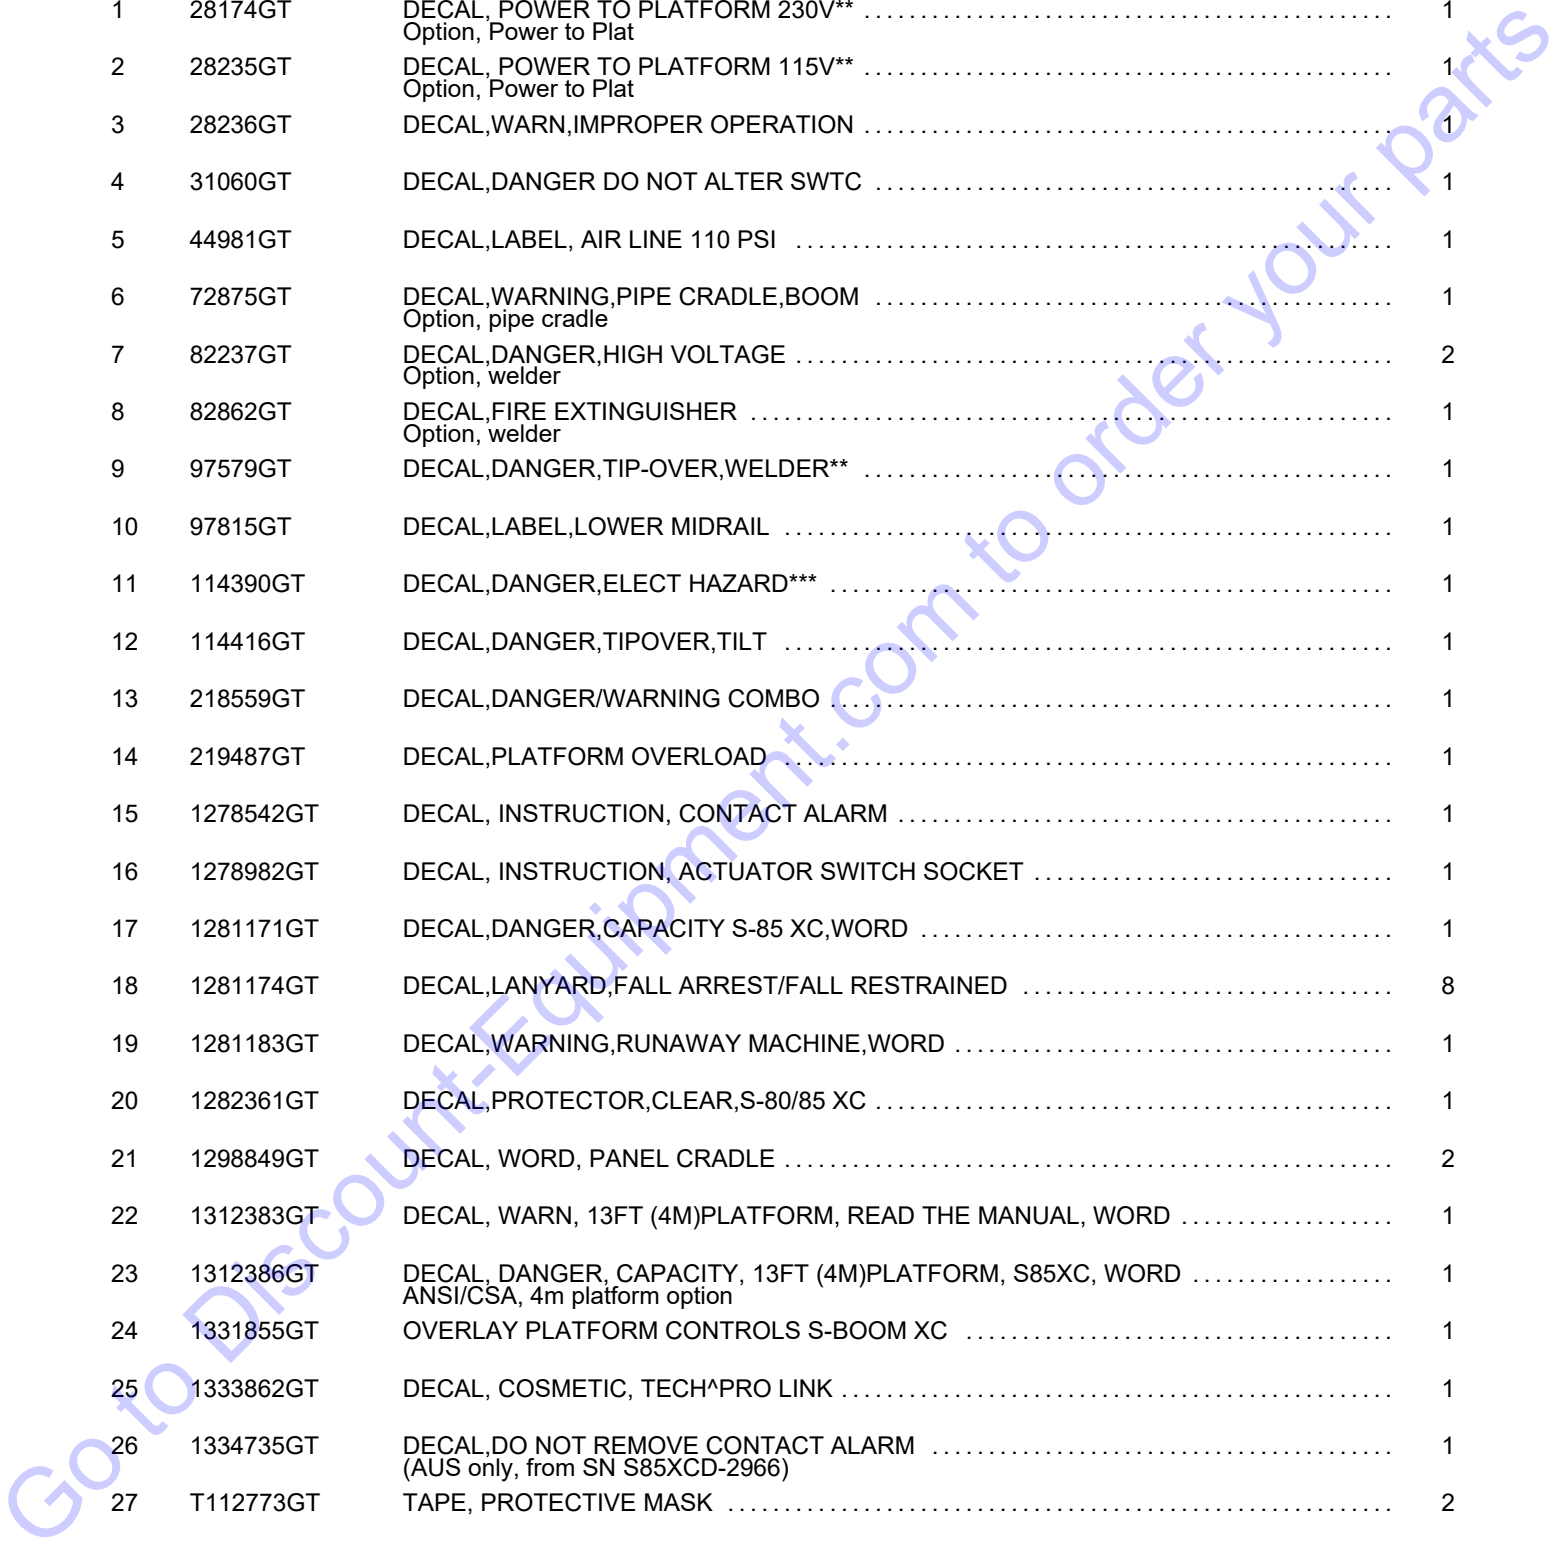 1 28174GT DECAL, POWER TO PLATFORM 230V** 1
Option, Power to Plat
2 28235GT DECAL, POWER TO PLATFORM 115V** 1
Option, Power to Plat
3 28236GT DECAL,WARN,IMPROPER OPERATION 1
4 31060GT DECAL,DANGER DO NOT ALTER SWTC 1
5 44981GT DECAL,LABEL, AIR LINE 110 PSI 1
6 72875GT DECAL,WARNING,PIPE CRADLE,BOOM 1
Option, pipe cradle
7 82237GT DECAL,DANGER,HIGH VOLTAGE 2
Option, welder
8 82862GT DECAL,FIRE EXTINGUISHER 1
Option, welder
9 97579GT DECAL,DANGER,TIP-OVER,WELDER** 1
10 97815GT DECAL,LABEL,LOWER MIDRAIL 1
11 114390GT DECAL,DANGER,ELECT HAZARD*** 1
12 114416GT DECAL,DANGER,TIPOVER,TILT 1
13 218559GT DECAL,DANGER/WARNING COMBO 1
14 219487GT DECAL,PLATFORM OVERLOAD 1
15 1278542GT DECAL, INSTRUCTION, CONTACT ALARM 1
16 1278982GT DECAL, INSTRUCTION, ACTUATOR SWITCH SOCKET 1
17 1281171GT DECAL,DANGER,CAPACITY S-85 XC,WORD 1
18 1281174GT DECAL,LANYARD,FALL ARREST/FALL RESTRAINED 8
19 1281183GT DECAL,WARNING,RUNAWAY MACHINE,WORD 1
20 1282361GT DECAL,PROTECTOR,CLEAR,S-80/85 XC 1
21 1298849GT DECAL, WORD, PANEL CRADLE 2
22 1312383GT DECAL, WARN, 13FT (4M)PLATFORM, READ THE MANUAL, WORD 1
23 1312386GT DECAL, DANGER, CAPACITY, 13FT (4M)PLATFORM, S85XC, WORD 1
ANSI/CSA, 4m platform option
24 1331855GT OVERLAY PLATFORM CONTROLS S-BOOM XC 1
25 1333862GT DECAL, COSMETIC, TECH^PRO LINK 1
26 1334735GT DECAL,DO NOT REMOVE CONTACT ALARM 1
(AUS only, from SN S85XCD-2966)
27 T112773GT TAPE, PROTECTIVE MASK 2
Go to Discount-Equipment.com to order your parts